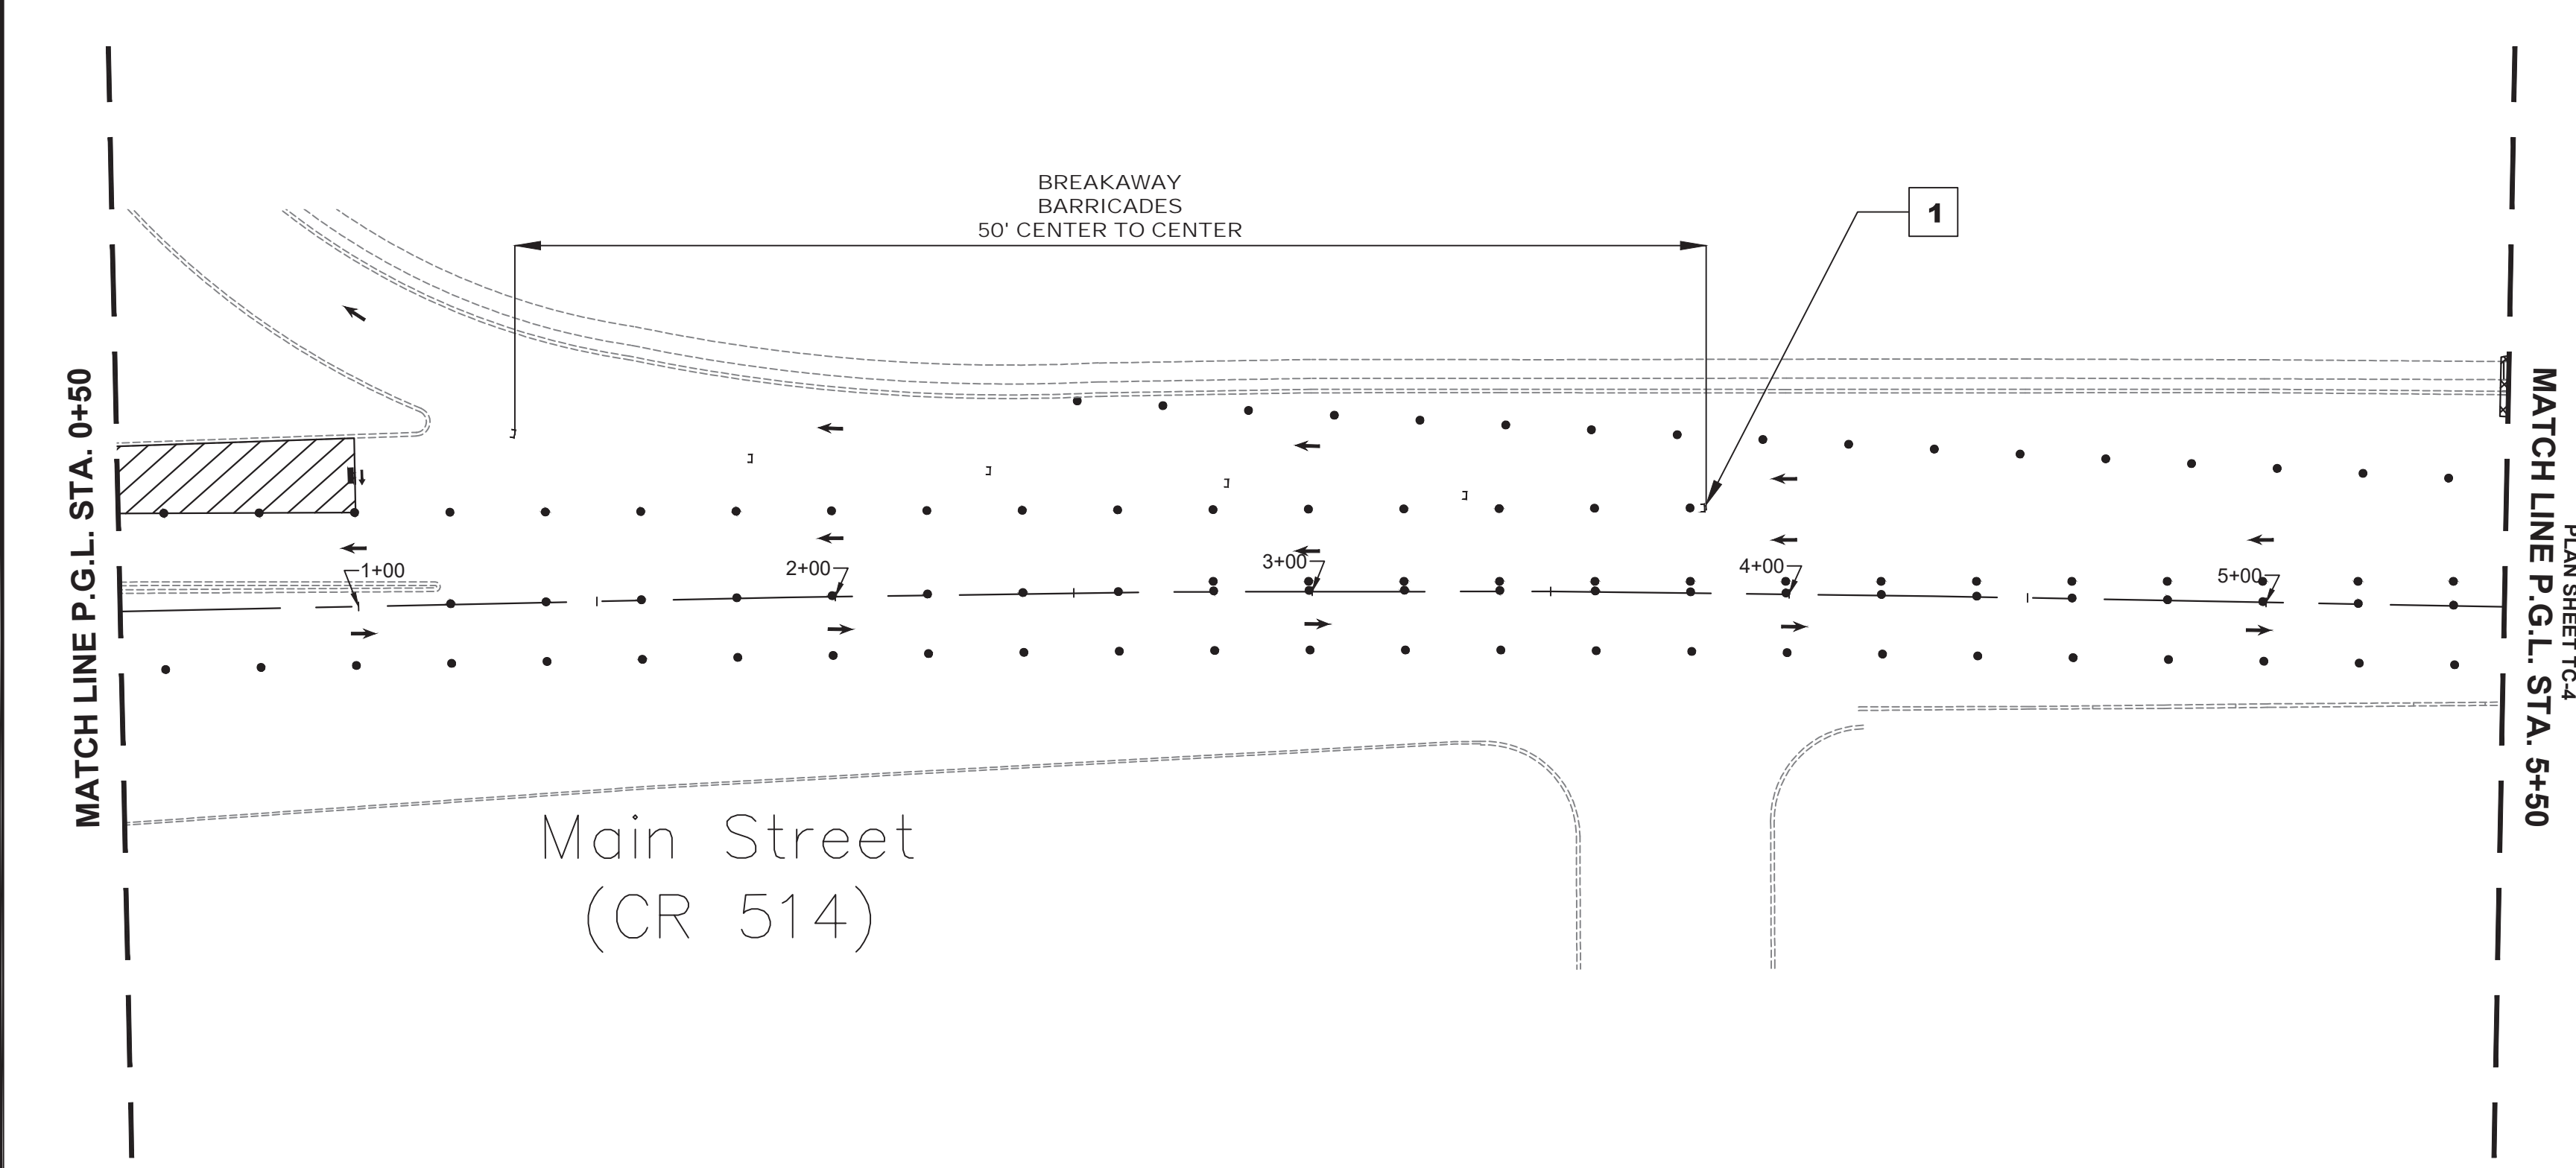 BREAKAWAY
BARRICADES
50' CENTER TO CENTER
1
MATCH LINE P.G.L. STA. 0+50
1+00
2+00
3+00
4+00
5+00
MATCH LINE P.G.L. STA. 5+50
PLAN SHEET TC-4
Main Street
(CR 514)